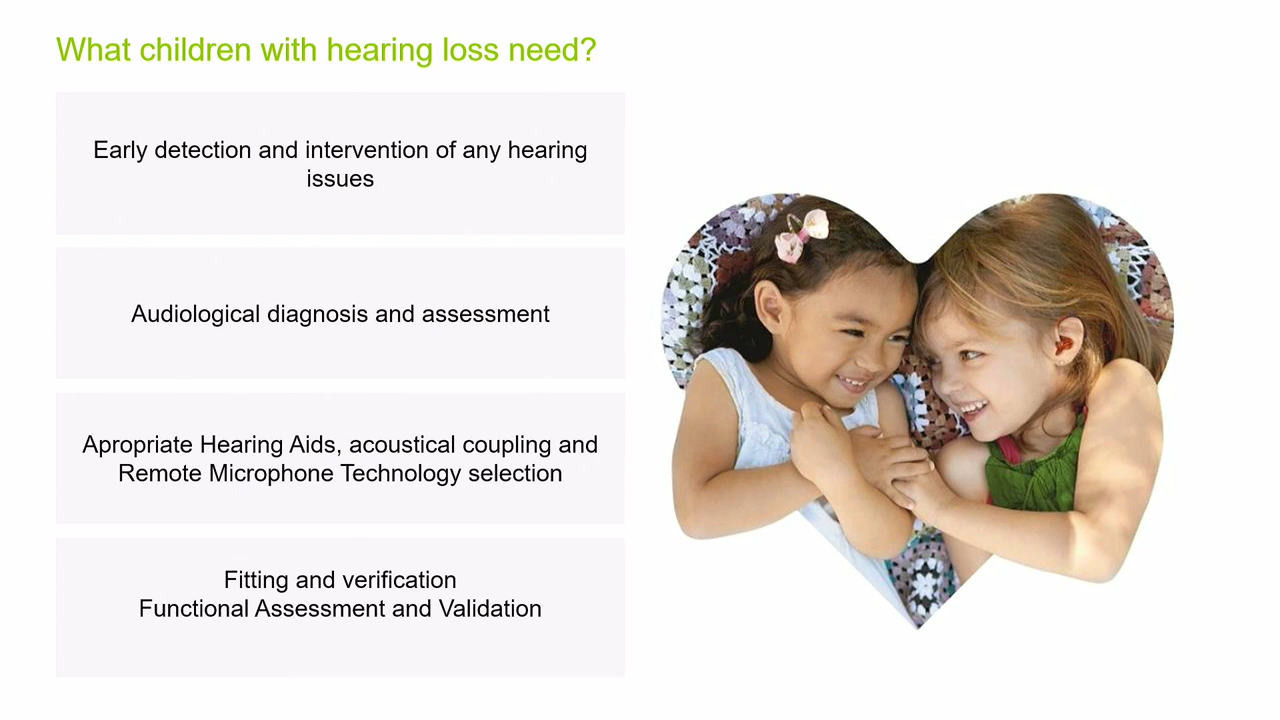 What children with hearing loss need?
Early detection and intervention of any hearing
issues
Audiological diagnosis and assessment
Apropriate Hearing Aids, acoustical coupling and
Remote Microphone Technology selection
Fitting and verification
Functional Assessment and Validation